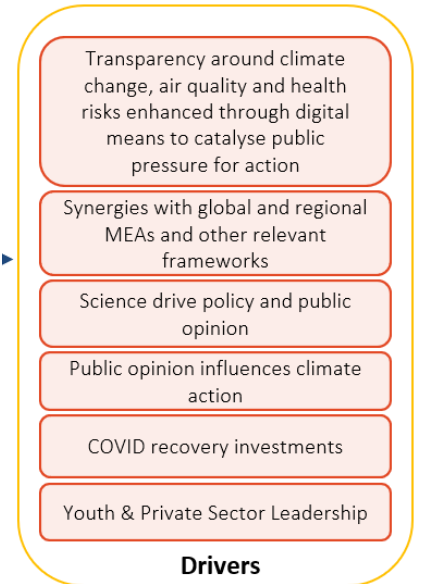 Transparency around climate
change, air quality and health
risks enhanced through digital
means to catalyse public
pressure for action
Synergies with global and regional
MEAs and other relevant
frameworks
Science drive policy and public
opinion
Public opinion influences climate
action
COVID recovery investments
Youth & Private Sector Leadership
Drivers